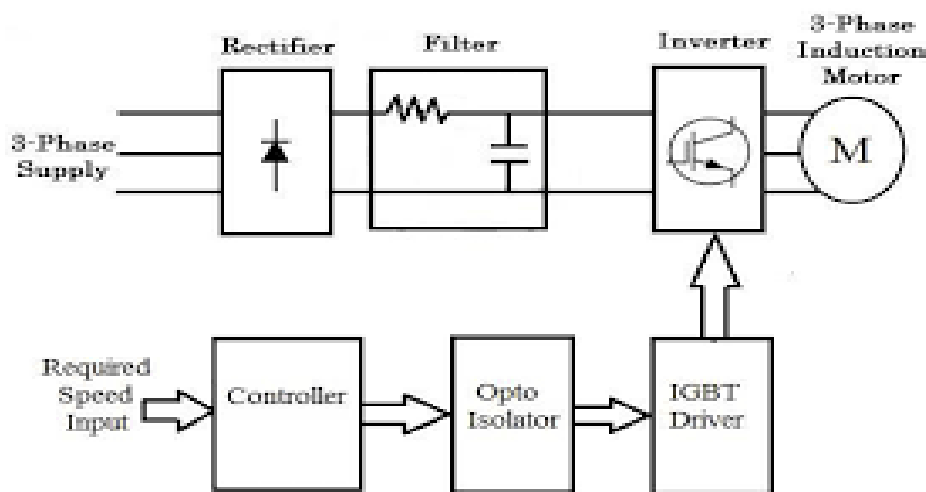 Rectifier
Filter
Inverter
3-Phase
Induction
Motor
3-Phase
Supply
M
Required
Speed
Input
Controller
Opto
Isolator
IGBT
Driver